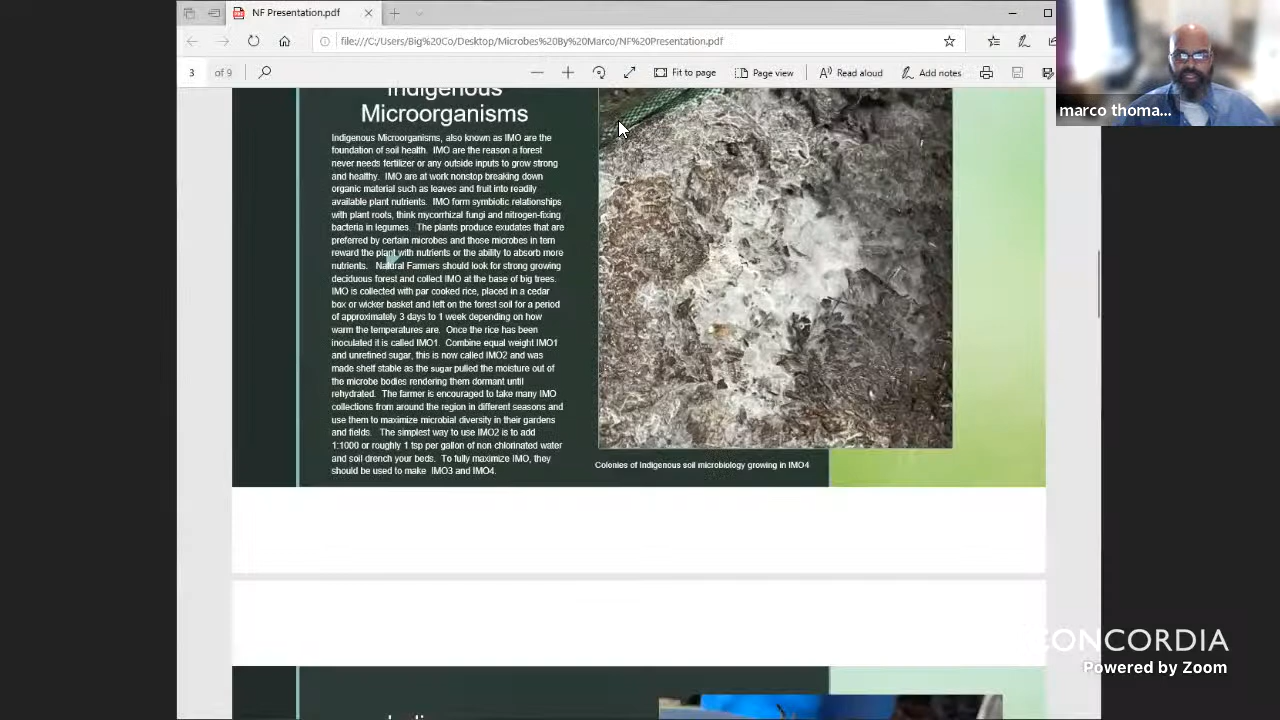 NF Presentation.pdf
file:///C:/Users/Big%20Co/Desktop/Microbes%20By%20Marco/NF%20Presentation.pdf
3 of 9
Fit to page
Page view
Read aloud
Add notes
marco thoma...
Indigenous
Microorganisms
Indigenous Microorganisms, also known as IMO are the
foundation of soil health. IMO are the reason a forest
never needs fertilizer or any outside inputs to grow strong
and healthy. IMO are at work nonstop breaking down
organic material such as leaves and fruit into readily
available plant nutrients. IMO form symbiotic relationships
with plant roots, think mycorrhizal fungi and nitrogen-fixing
bacteria in legumes. The plants produce exudates that are
preferred by certain microbes and those microbes in tern
reward the plant with nutrients or the ability to absorb more
nutrients. Natural Farmers should look for strong growing
deciduous forest and collect IMO at the base of big trees.
IMO is collected with par cooked rice, placed in a cedar
box or wicker basket and left on the forest soil for a period
of approximately 3 days to 1 week depending on how
warm the temperatures are. Once the rice has been
inoculated it is called IMO1. Combine equal weight IMO1
and unrefined sugar, this is now called IMO2 and was
made shelf stable as the sugar pulled the moisture out of
the microbe bodies rendering them dormant until
rehydrated. The farmer is encouraged to take many IMO
collections from around the region in different seasons and
use them to maximize microbial diversity in their gardens
and fields. The simplest way to use IMO2 is to add
1:1000 or roughly 1 tsp per gallon of non chlorinated water
and soil drench your beds. To fully maximize IMO, they
should be used to make IMO3 and IMO4.
Colonies of Indigenous soil microbiology growing in IMO4
CONCORDIA
Powered by Zoom